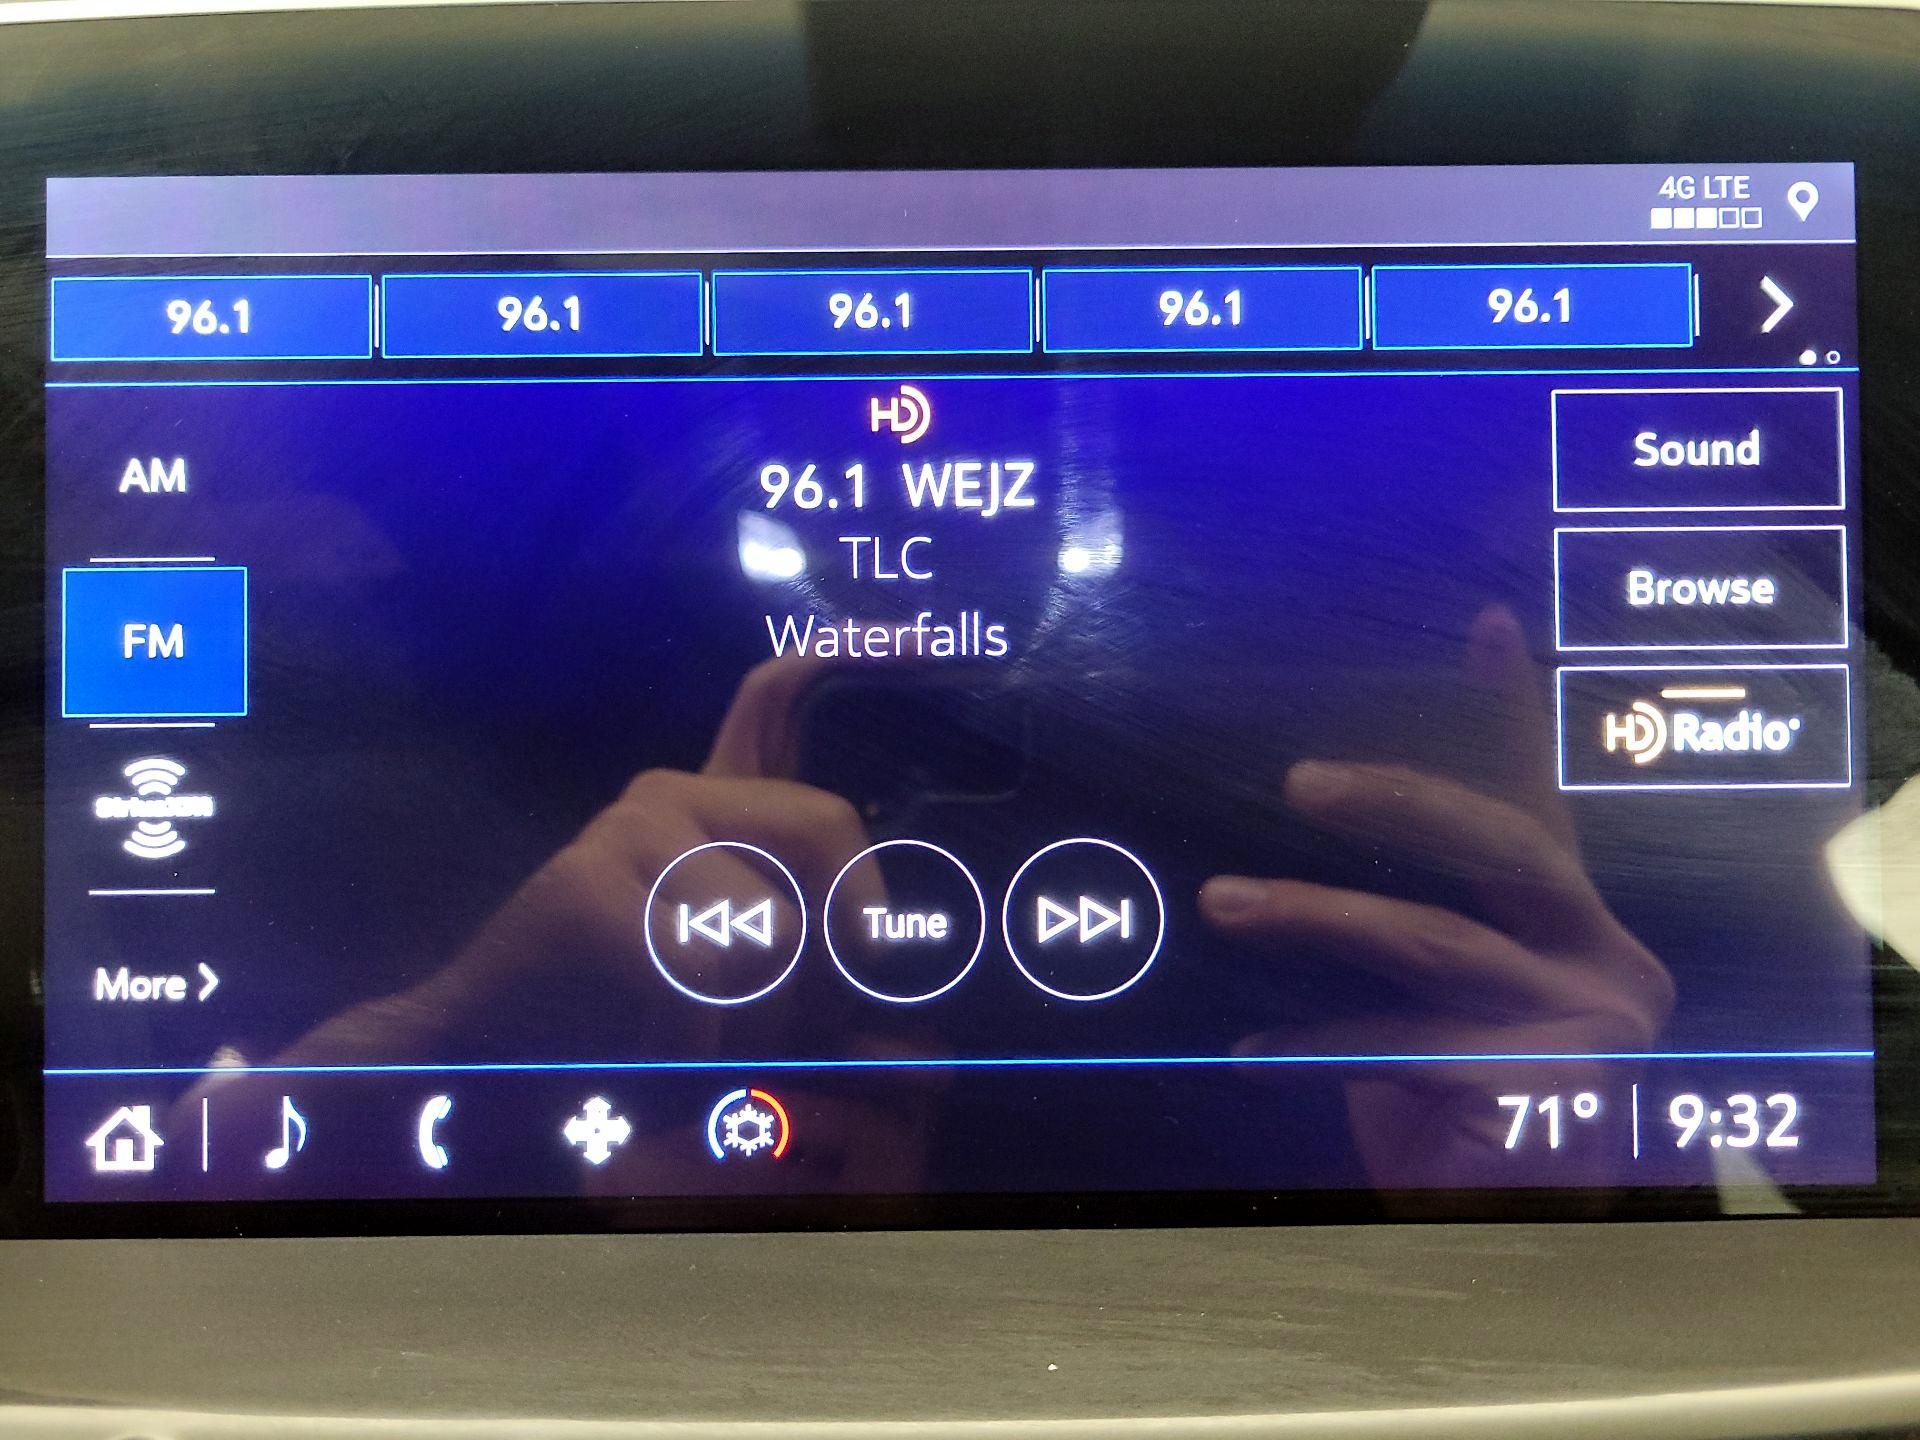 4G LTE
96.1 96.1 96.1 96.1 96.1
HD
AM
96.1 WEJZ
Sound
TLC
FM
Waterfalls
Browse
HD Radio
SiriusXM
Tune
More
71° 9:32